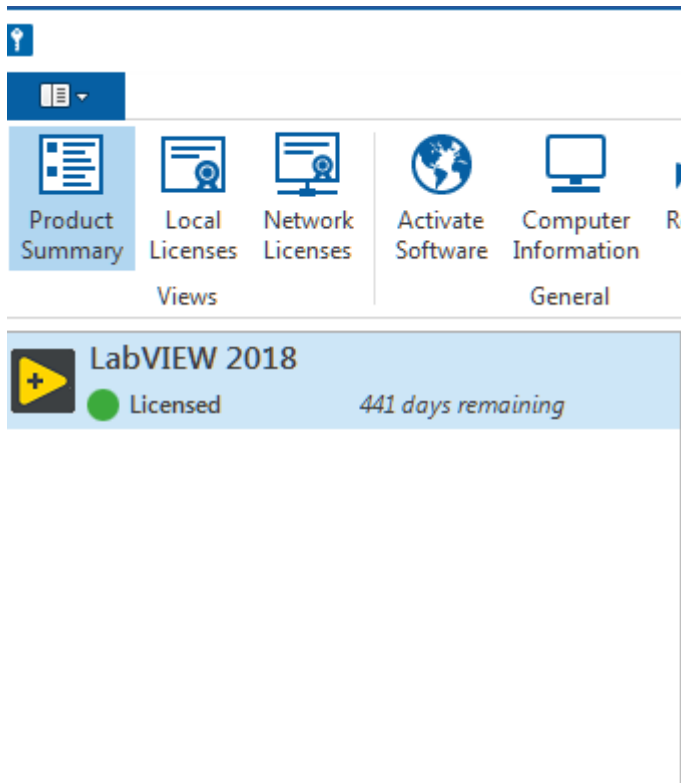 Product Summary
Local Licenses
Network Licenses
Activate Software
Computer Information
Views
General
LabVIEW 2018
Licensed
441 days remaining